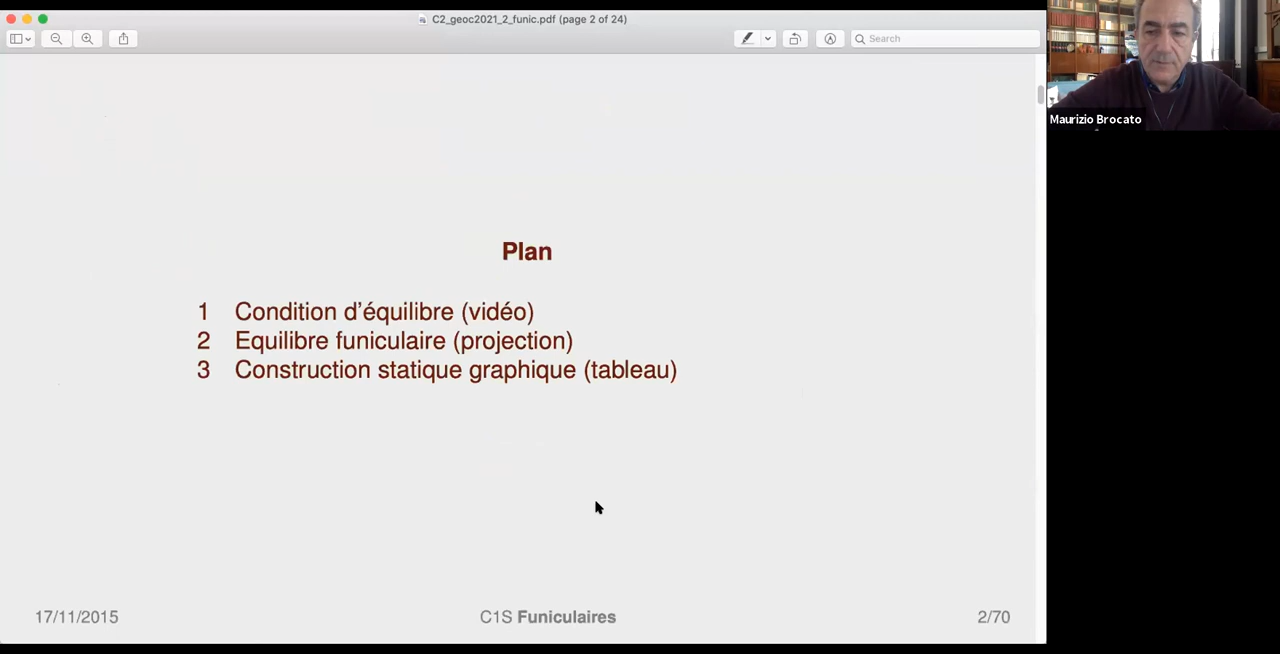 C2_geoc2021_2_funic.pdf (page 2 of 24)
Search
Maurizio Brocato
Plan
1 Condition d'équilibre (vidéo)
2 Equilibre funiculaire (projection)
3 Construction statique graphique (tableau)
17/11/2015
C1S Funiculaires
2/70